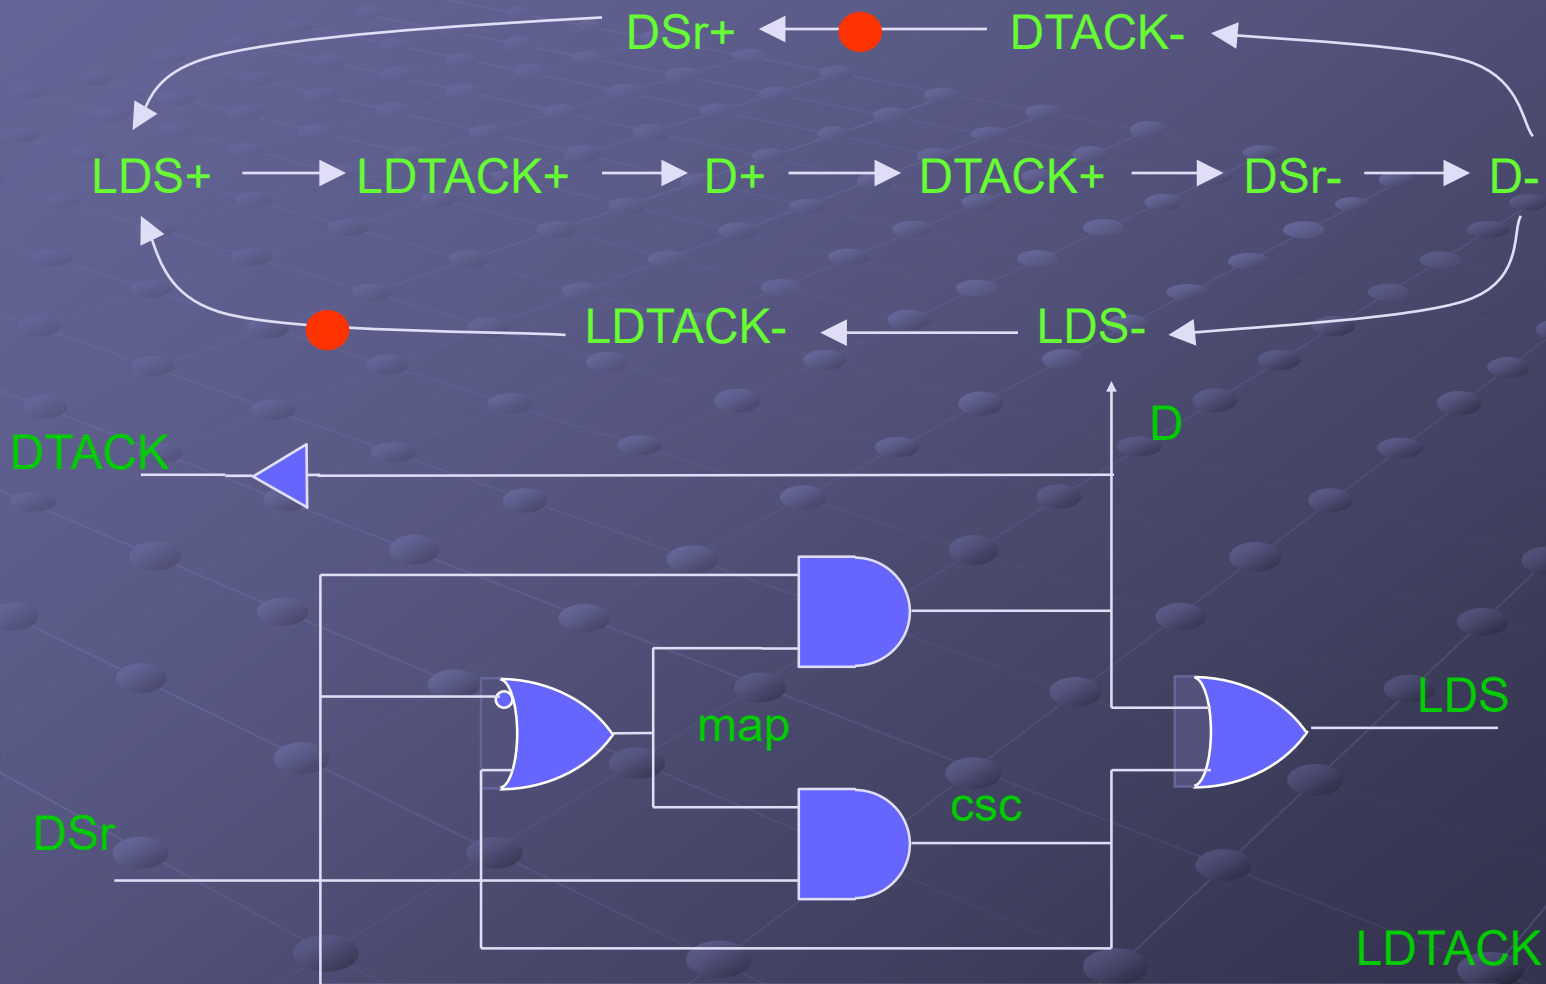 DSr+ DTACK-
LDS+ LDTACK+ D+ DTACK+ DSr- D-
LDTACK- LDS-
D
DTACK
LDS
map
csc
DSr
LDTACK